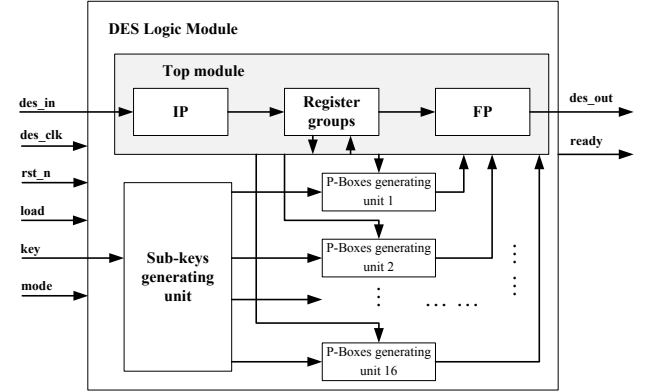 DES Logic Module
Top module
des_in
IP
Register
groups
FP
des_out
des_clk
ready
rst_n
P-Boxes generating
unit 1
load
key
Sub-keys
generating
unit
P-Boxes generating
unit 2
mode
... ...
P-Boxes generating
unit 16